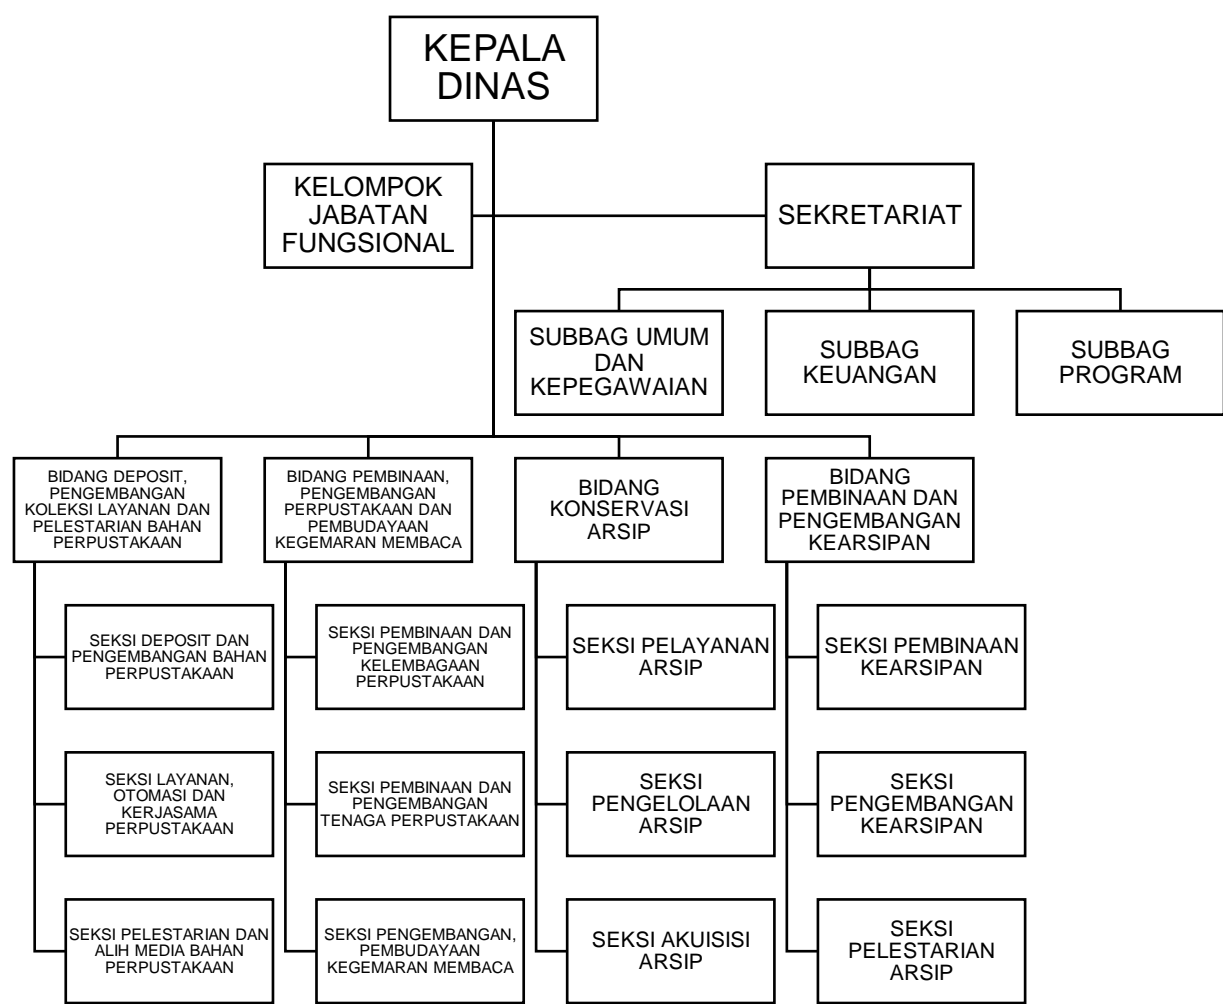 KEPALA
DINAS
KELOMPOK
JABATAN
FUNGSIONAL
SEKRETARIAT
SUBBAG UMUM
DAN
KEPEGAWAIAN
SUBBAG
KEUANGAN
SUBBAG
PROGRAM
BIDANG DEPOSIT,
PENGEMBANGAN
KOLEKSI LAYANAN DAN
PELESTARIAN BAHAN
PERPUSTAKAAN
BIDANG PEMBINAAN,
PENGEMBANGAN
PERPUSTAKAAN DAN
PEMBUDAYAAN
KEGEMARAN MEMBACA
BIDANG
KONSERVASI
ARSIP
BIDANG
PEMBINAAN DAN
PENGEMBANGAN
KEARSIPAN
SEKSI DEPOSIT DAN
PENGEMBANGAN BAHAN
PERPUSTAKAAN
SEKSI PEMBINAAN DAN
PENGEMBANGAN
KELEMBAGAAN
PERPUSTAKAAN
SEKSI PELAYANAN
ARSIP
SEKSI PEMBINAAN
KEARSIPAN
SEKSI LAYANAN,
OTOMASI DAN
KERJASAMA
PERPUSTAKAAN
SEKSI PEMBINAAN DAN
PENGEMBANGAN
TENAGA PERPUSTAKAAN
SEKSI
PENGELOLAAN
ARSIP
SEKSI
PENGEMBANGAN
KEARSIPAN
SEKSI PELESTARIAN DAN
ALIH MEDIA BAHAN
PERPUSTAKAAN
SEKSI PENGEMBANGAN,
PEMBUDAYAAN
KEGEMARAN MEMBACA
SEKSI AKUISISI
ARSIP
SEKSI
PELESTARIAN
ARSIP